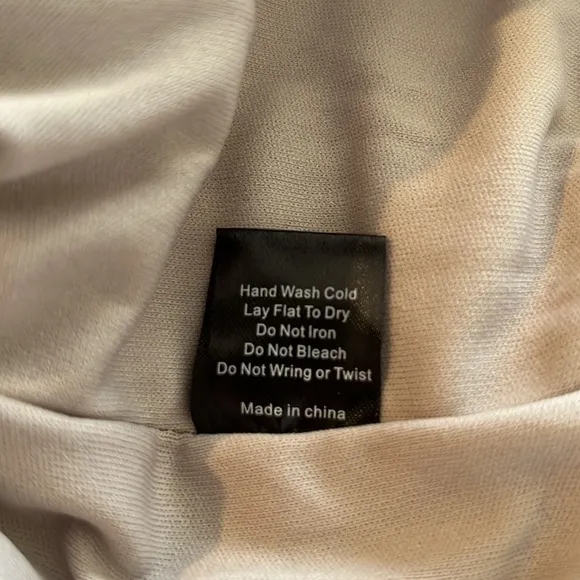 Hand Wash Cold
Lay Flat To Dry
Do Not Iron
Do Not Bleach
Do Not Wring or Twist
Made in china